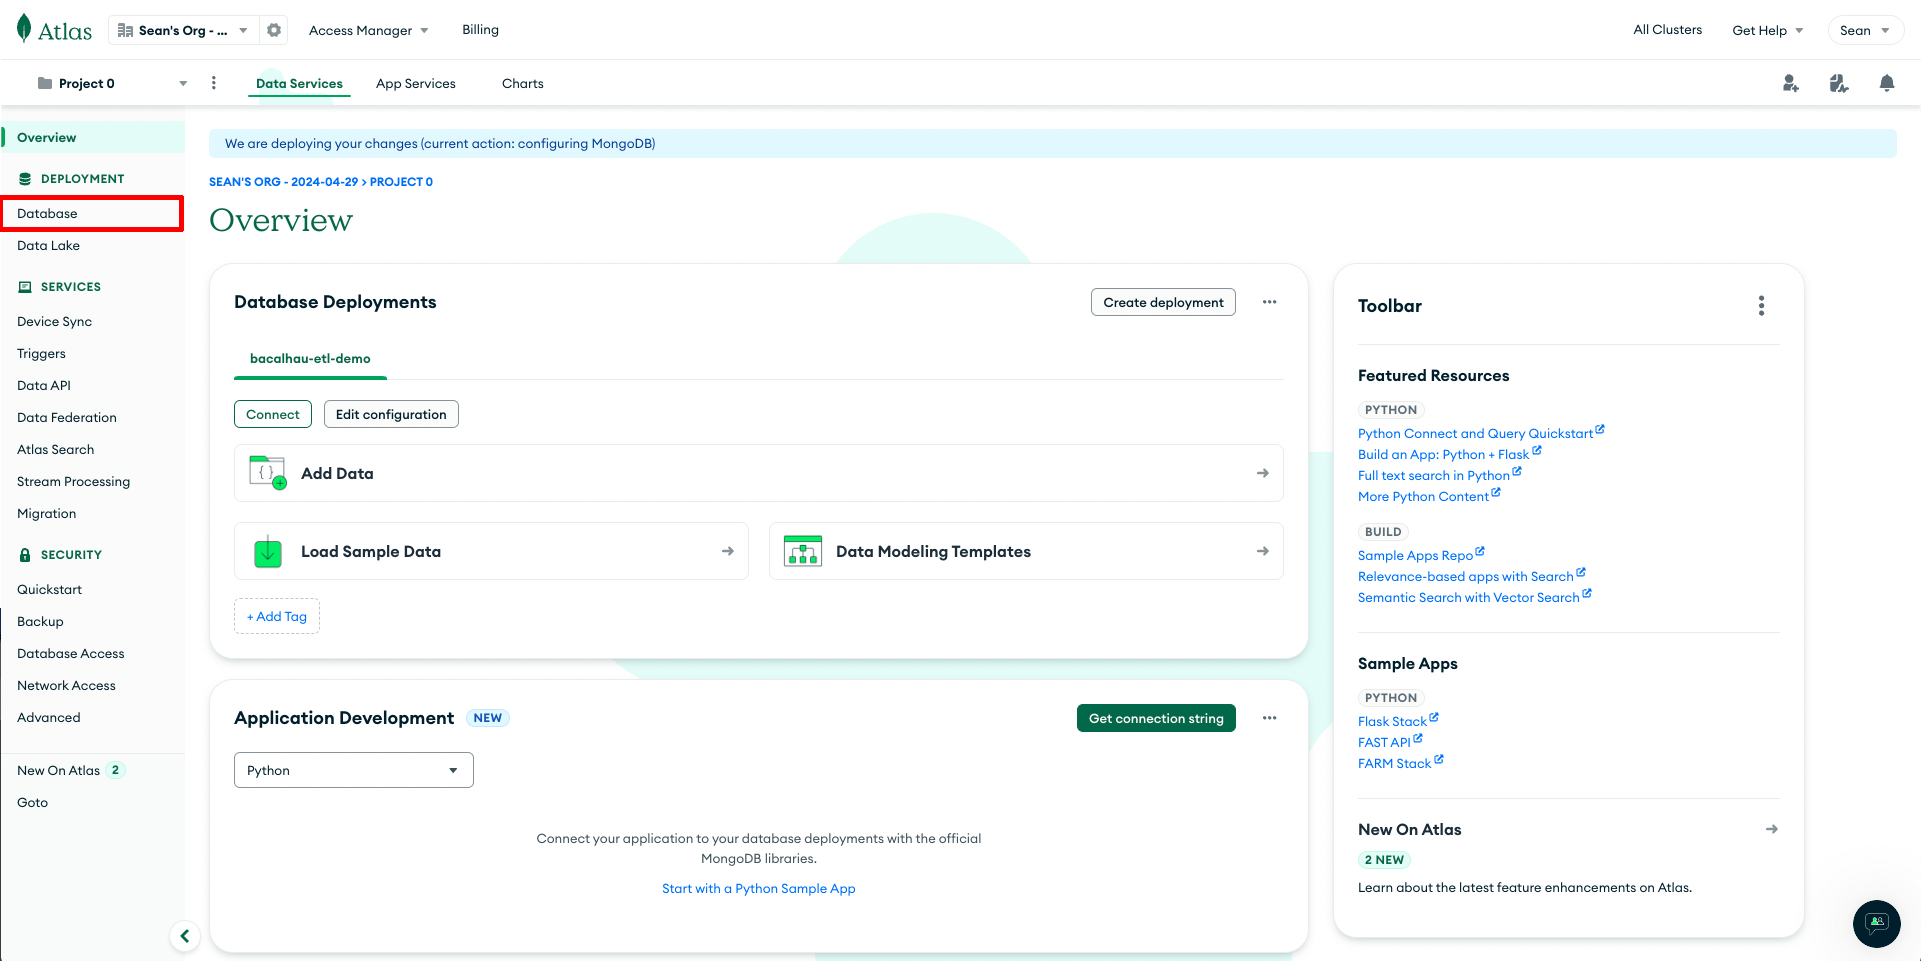 Atlas
Sean's Org - ...
Access Manager
Billing
All Clusters
Get Help
Sean
Project 0
Data Services
App Services
Charts
Overview
DEPLOYMENT
Database
Data Lake
SERVICES
Device Sync
Triggers
Data API
Data Federation
Atlas Search
Stream Processing
Migration
SECURITY
Quickstart
Backup
Database Access
Network Access
Advanced
New On Atlas 2
Goto
We are deploying your changes (current action: configuring MongoDB)
SEAN'S ORG - 2024-04-29 > PROJECT 0
Overview
Database Deployments
Create deployment
bacalhau-etl-demo
Connect
Edit configuration
{ }
Add Data
Load Sample Data
Data Modeling Templates
+ Add Tag
Application Development NEW
Get connection string
Python
Connect your application to your database deployments with the official
MongoDB libraries.
Start with a Python Sample App
Toolbar
Featured Resources
PYTHON
Python Connect and Query Quickstart
Build an App: Python + Flask
Full text search in Python
More Python Content
BUILD
Sample Apps Repo
Relevance-based apps with Search
Semantic Search with Vector Search
Sample Apps
PYTHON
Flask Stack
FAST API
FARM Stack
New On Atlas
2 NEW
Learn about the latest feature enhancements on Atlas.